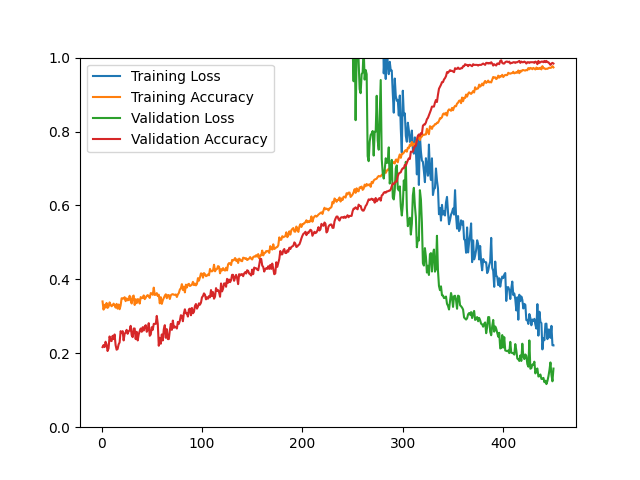 Training Loss
Training Accuracy
Validation Loss
Validation Accuracy
1.0
0.8
0.6
0.4
0.2
0.0
0 100 200 300 400